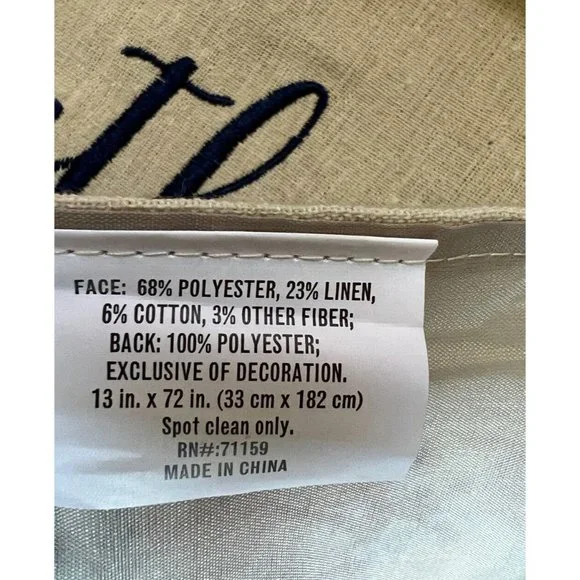 tl
FACE: 68% POLYESTER, 23% LINEN,
6% COTTON, 3% OTHER FIBER;
BACK: 100% POLYESTER;
EXCLUSIVE OF DECORATION.
13 in. x 72 in. (33 cm x 182 cm)
Spot clean only.
RN#:71159
MADE IN CHINA